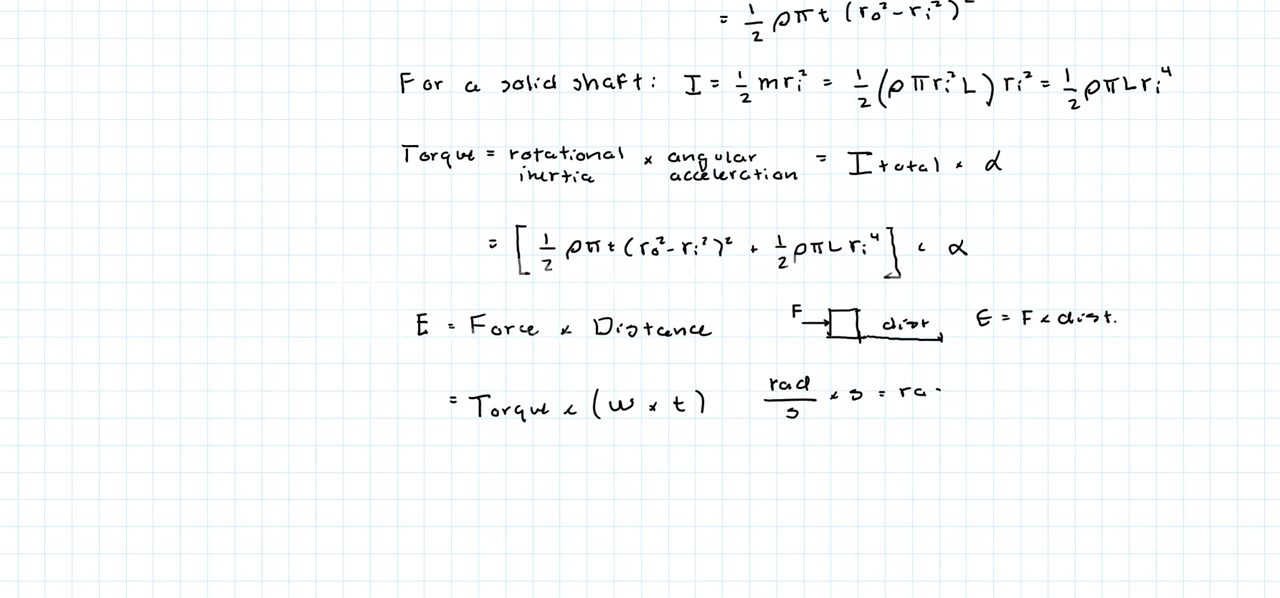 = 1/2 ρπt (ro² - ri²)²
For a solid shaft: I = 1/2 mri² = 1/2 (ρπri²L) ri² = 1/2 ρπLri⁴
Torque = rotational inertia × angular acceleration = Itotal × α
= [1/2 ρπt(ro² - ri²)² + 1/2 ρπLri⁴] × α
E = Force × Distance F dist E = F × dist.
= Torque × (w × t) rad/s × s = ra